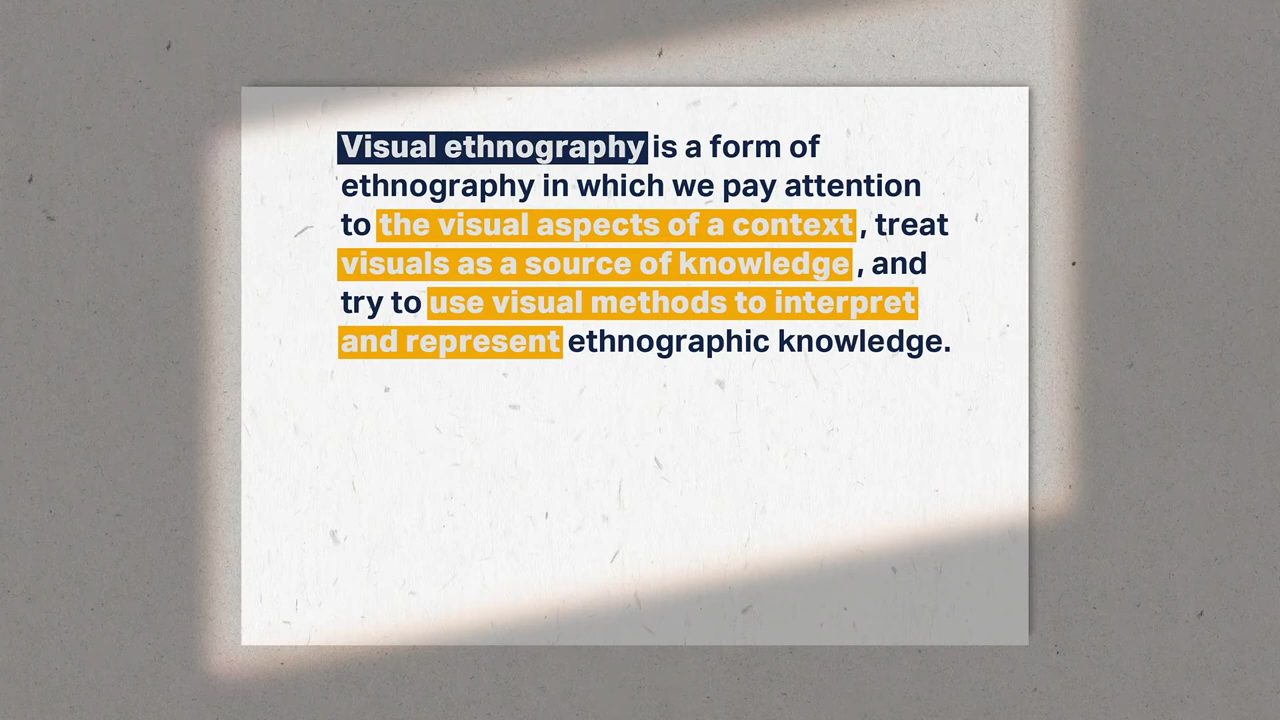 Visual ethnography is a form of
ethnography in which we pay attention
to the visual aspects of a context , treat
visuals as a source of knowledge , and
try to use visual methods to interpret
and represent ethnographic knowledge.